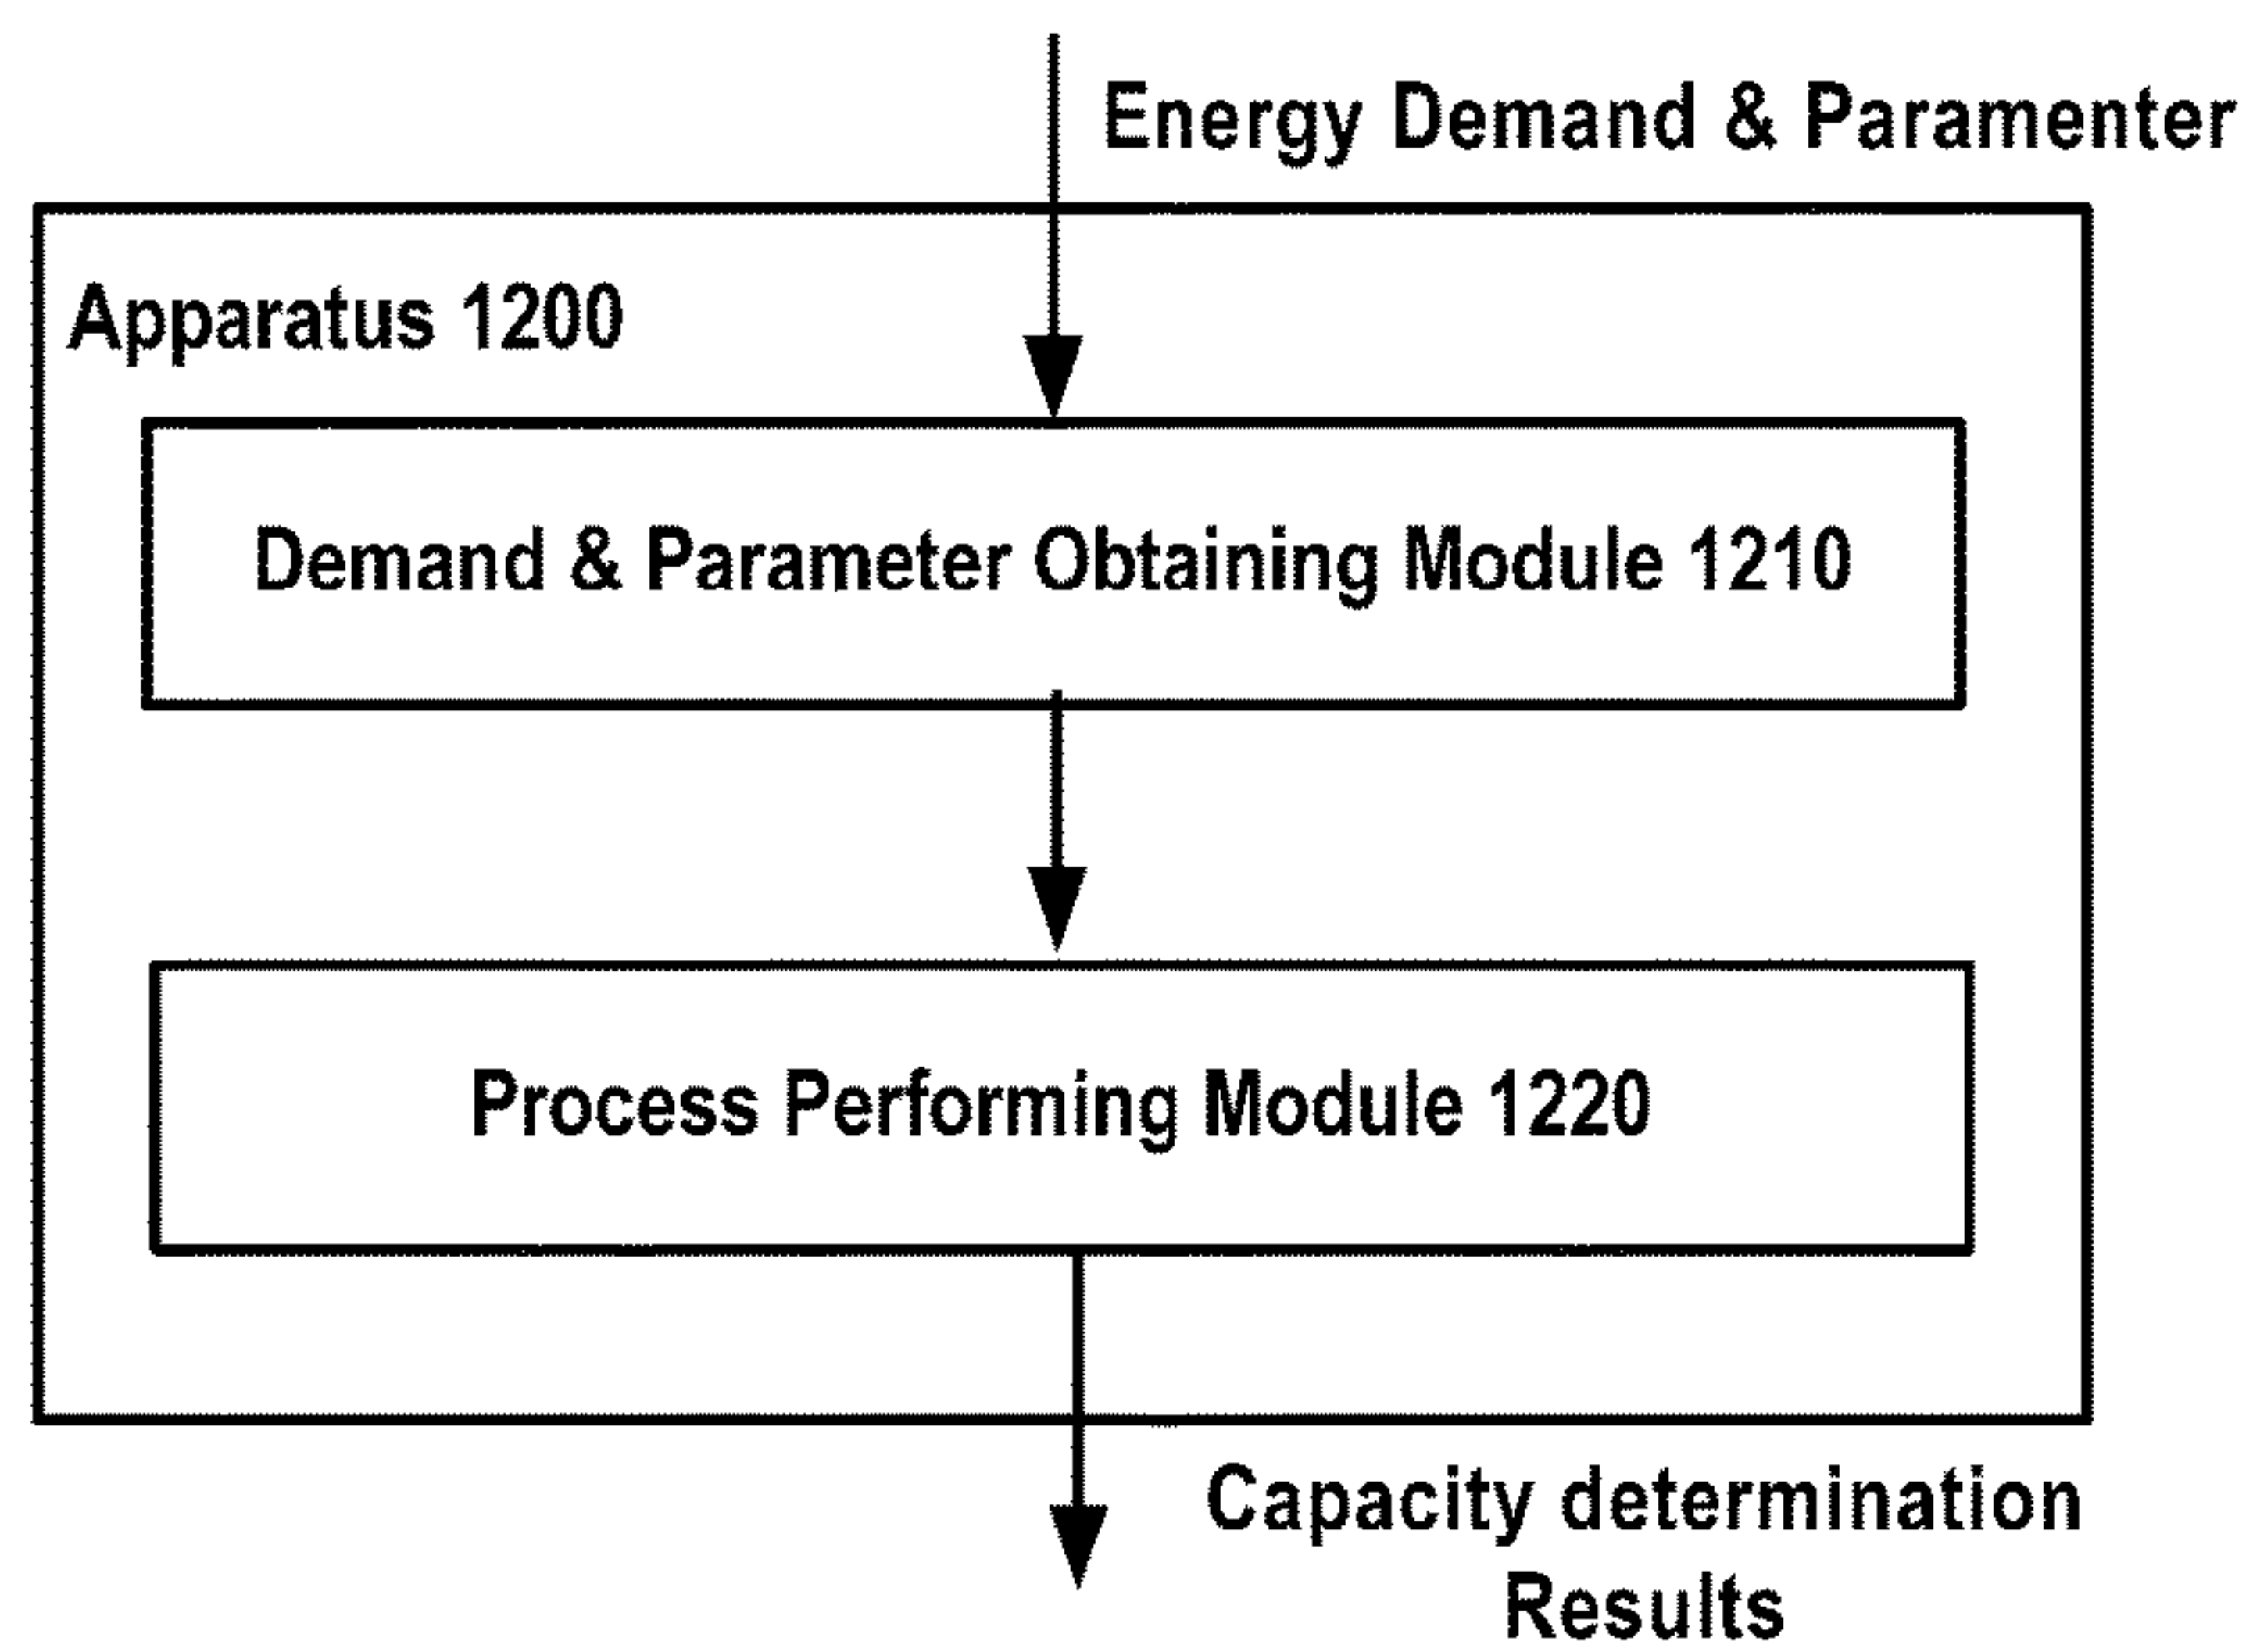 Energy Demand & Paramenter
Apparatus 1200
Demand & Parameter Obtaining Module 1210
Process Performing Module 1220
Capacity determination
Results